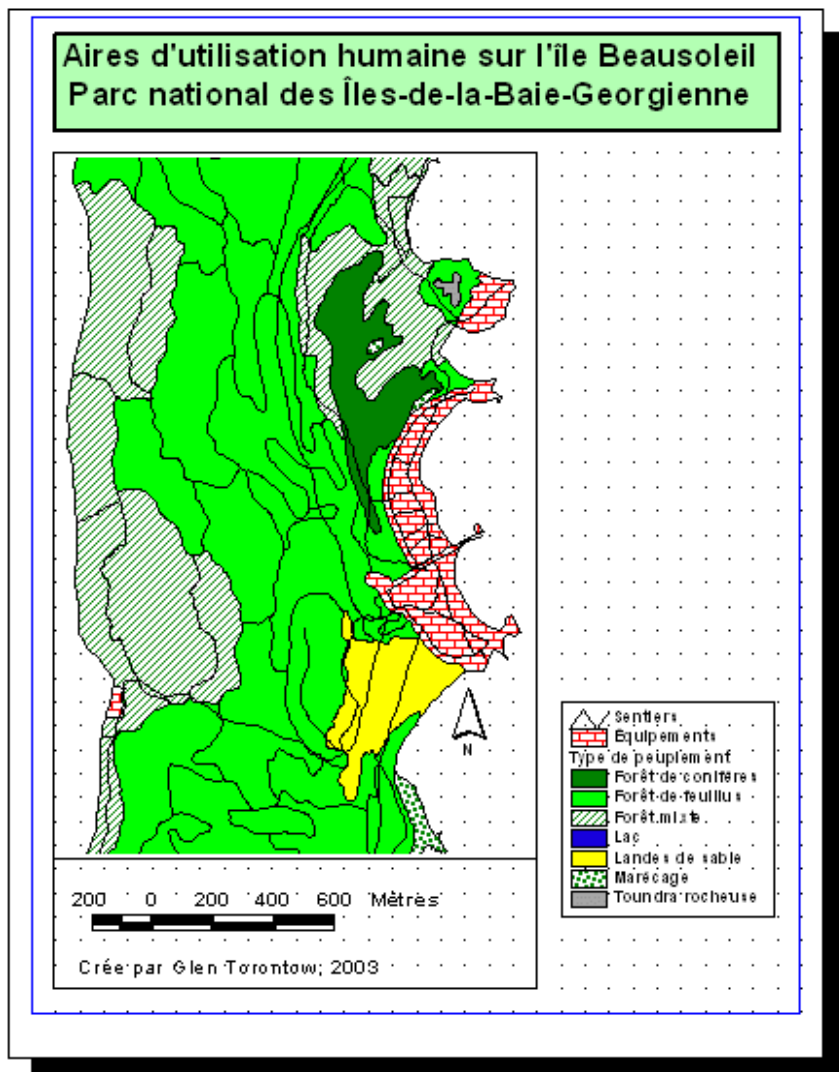 Aires d'utilisation humaine sur l'île Beausoleil
Parc national des Îles-de-la-Baie-Georgienne
N
Sentiers
Équipements
Type de peuplement
Forêt de conifères
Forêt de feuillus
Forêt mixte
Lac
Landes de sable
Marécage
Toundra rocheuse
200 0 200 400 600 Mètres
Crée par Glen Torontow, 2003